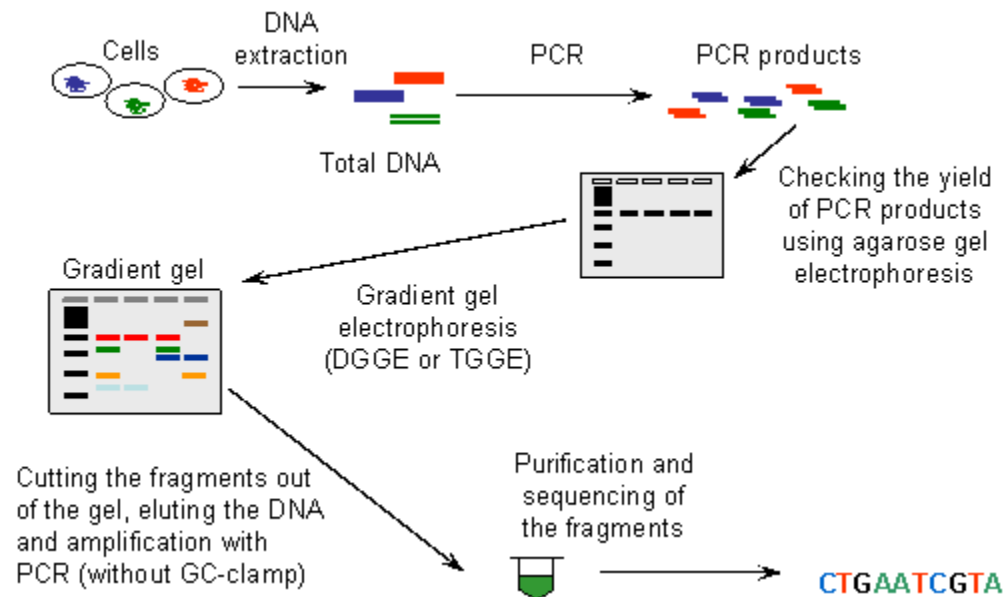 Cells
DNA
extraction
PCR
PCR products
Total DNA
Checking the yield
of PCR products
using agarose gel
electrophoresis
Gradient gel
Gradient gel
electrophoresis
(DGGE or TGGE)
Cutting the fragments out
of the gel, eluting the DNA
and amplification with
PCR (without GC-clamp)
Purification and
sequencing of
the fragments
CTGAATCGTA